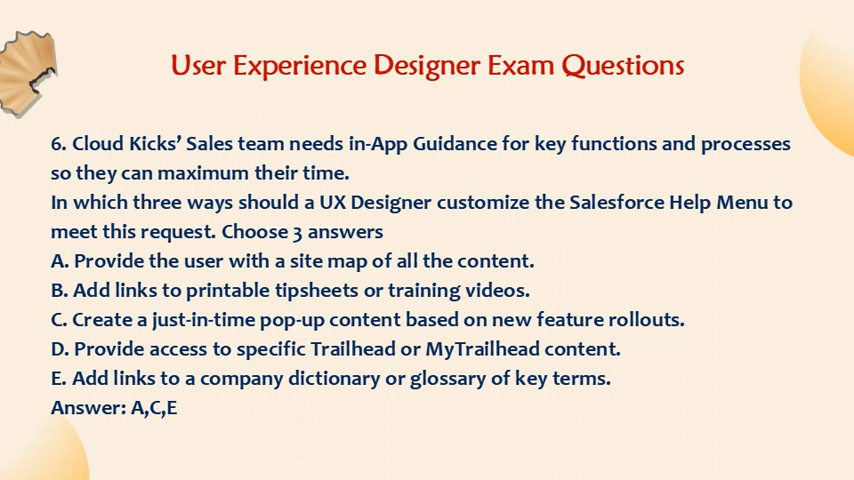 User Experience Designer Exam Questions
6. Cloud Kicks’ Sales team needs in-App Guidance for key functions and processes
so they can maximum their time.
In which three ways should a UX Designer customize the Salesforce Help Menu to
meet this request. Choose 3 answers
A. Provide the user with a site map of all the content.
B. Add links to printable tipsheets or training videos.
C. Create a just-in-time pop-up content based on new feature rollouts.
D. Provide access to specific Trailhead or MyTrailhead content.
E. Add links to a company dictionary or glossary of key terms.
Answer: A,C,E